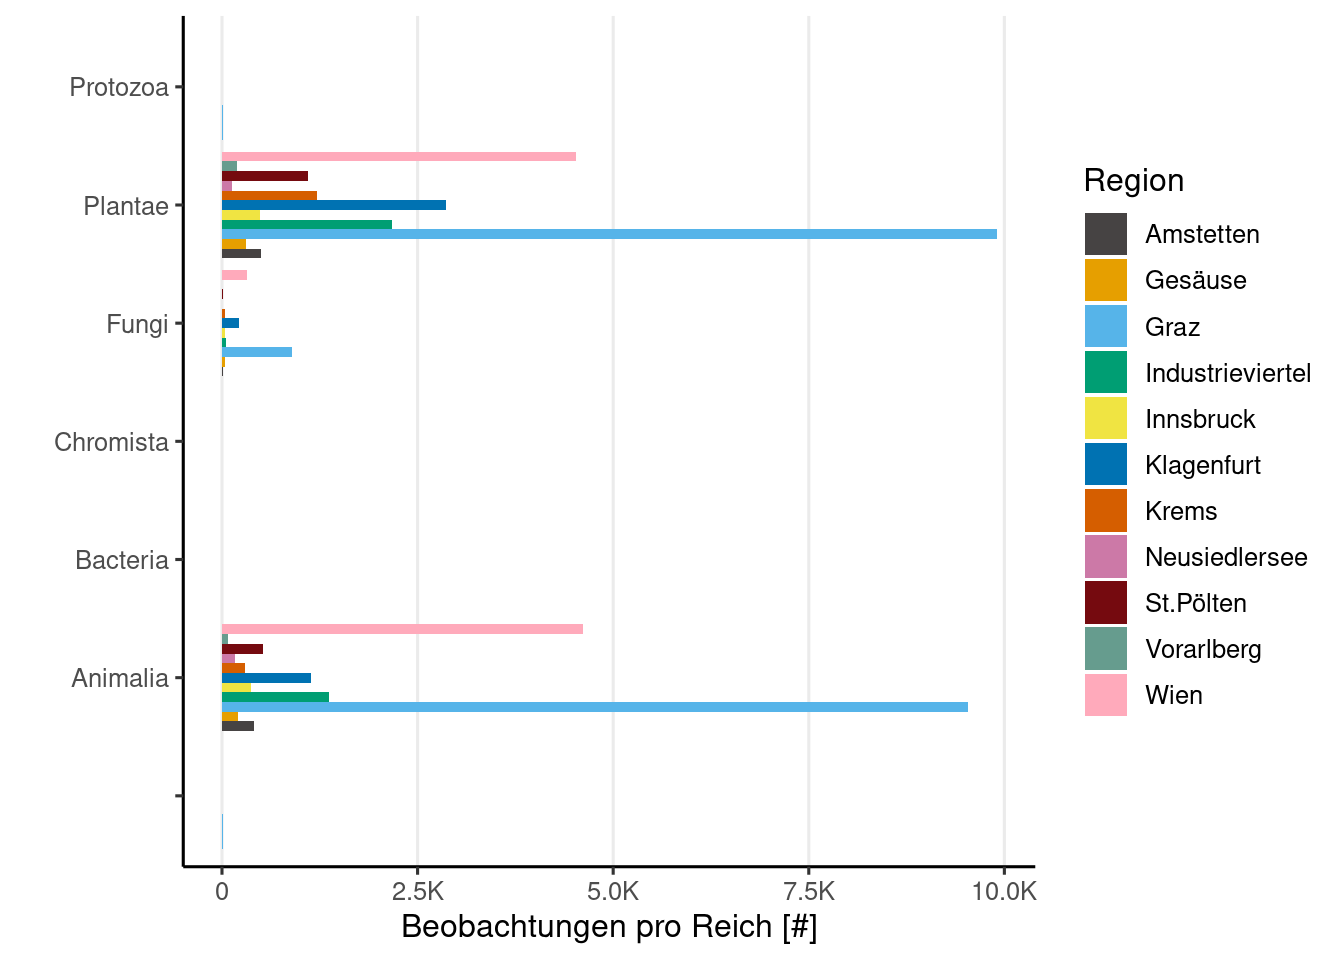 Protozoa
Plantae
Fungi
Chromista
Bacteria
Animalia
0 2.5K 5.0K 7.5K 10.0K
Beobachtungen pro Reich [#]
Region
Amstetten
Gesäuse
Graz
Industrieviertel
Innsbruck
Klagenfurt
Krems
Neusiedlersee
St.Pölten
Vorarlberg
Wien